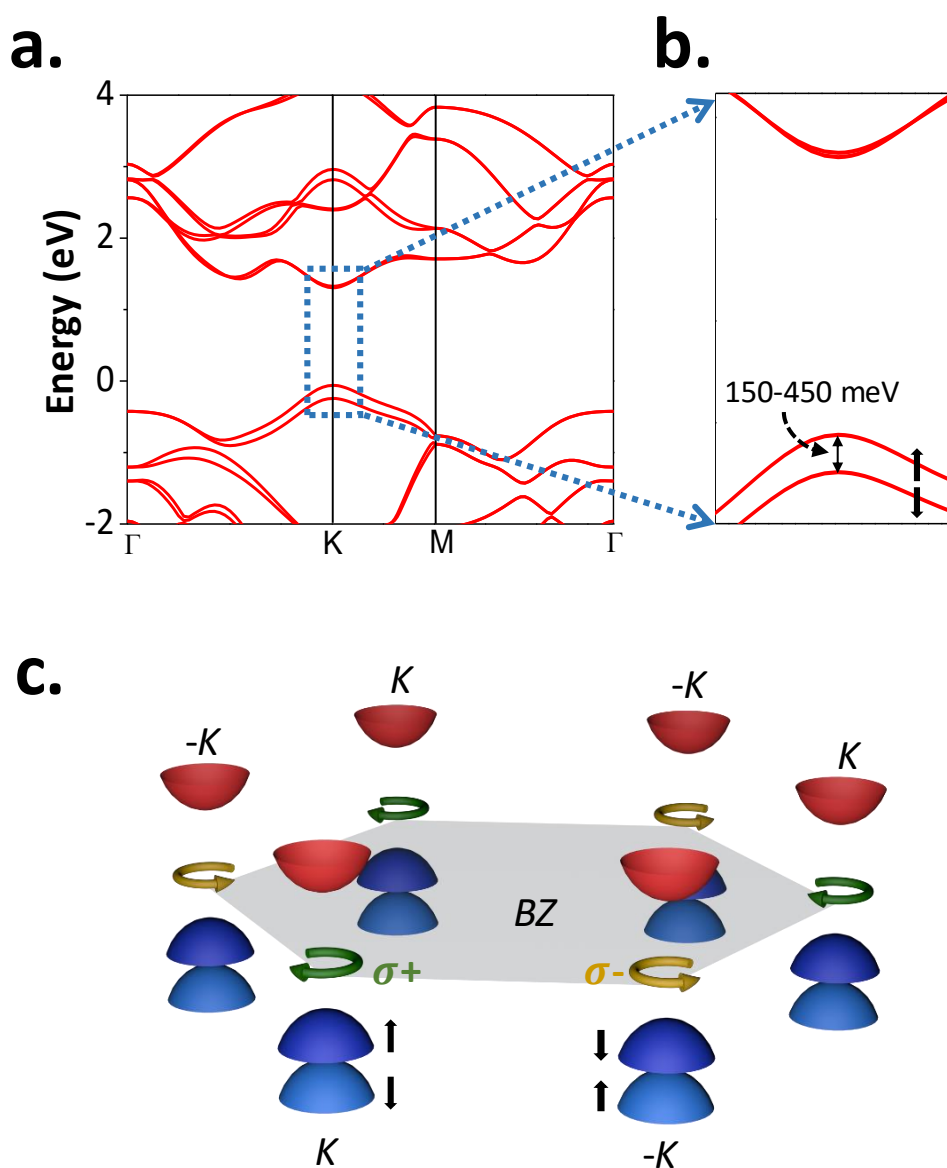 a.
b.
Energy (eV)
4
2
0
-2
Γ
K
M
Γ
150-450 meV
c.
K
-K
-K
K
BZ
σ+
σ-
K
-K